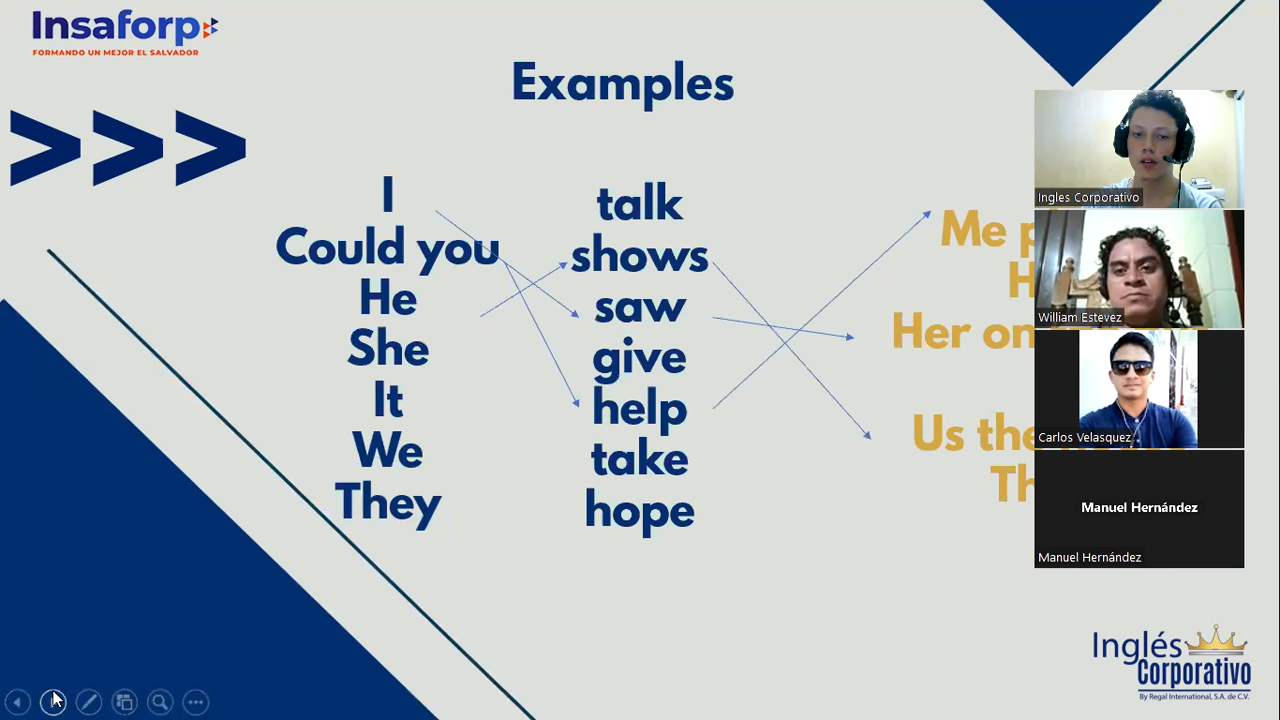 Insaforp
FORMANDO UN MEJOR EL SALVADOR
Examples
I
Could you
He
She
It
We
They
talk
shows
saw
give
help
take
hope
Me
Her
Us
Ingles Corporativo
William Estevez
Carlos Velasquez
Manuel Hernández
Manuel Hernández
Inglés
Corporativo
By Regal International, S.A. de C.V.